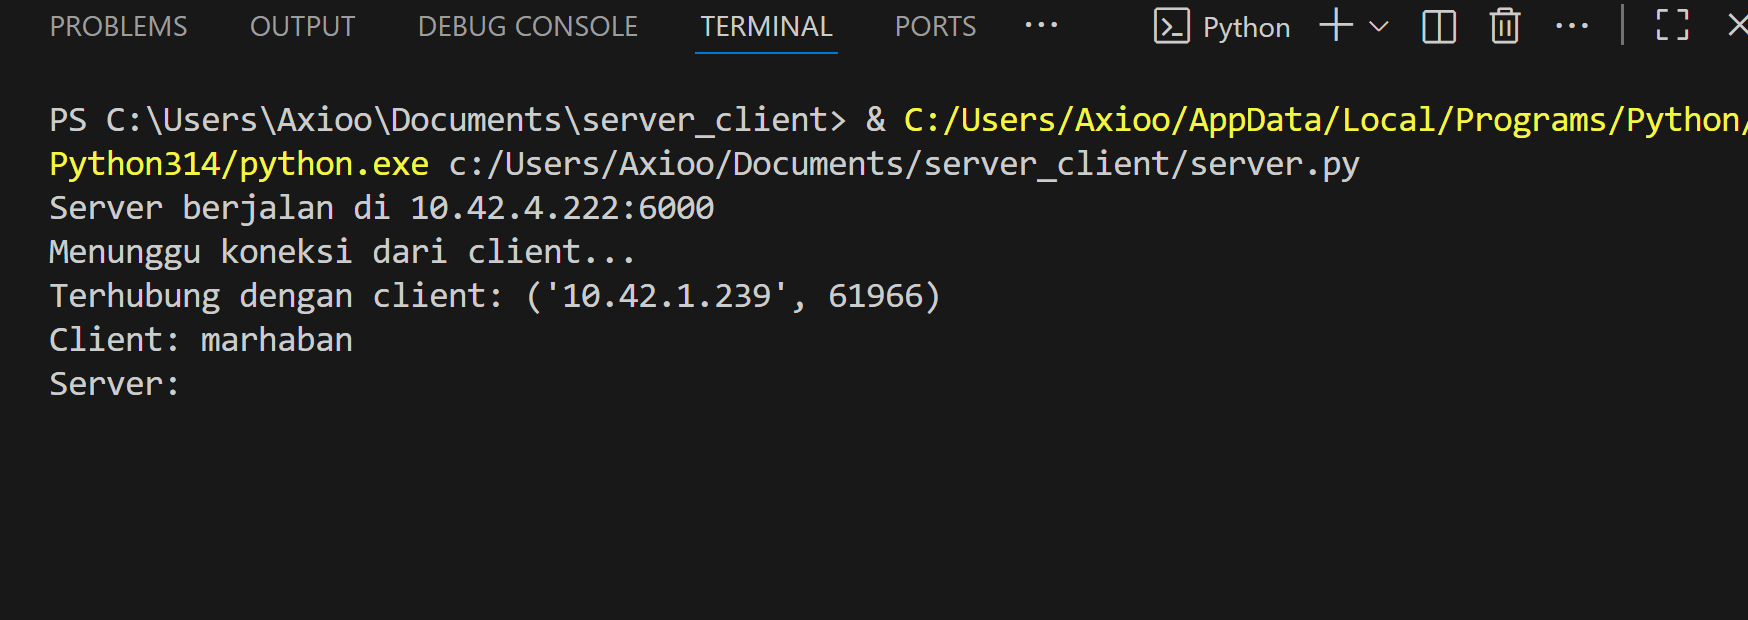 PROBLEMS OUTPUT DEBUG CONSOLE TERMINAL PORTS ... Python
PS C:\Users\Axioo\Documents\server_client> & C:/Users/Axioo/AppData/Local/Programs/Python/
Python314/python.exe c:/Users/Axioo/Documents/server_client/server.py
Server berjalan di 10.42.4.222:6000
Menunggu koneksi dari client...
Terhubung dengan client: ('10.42.1.239', 61966)
Client: marhaban
Server: